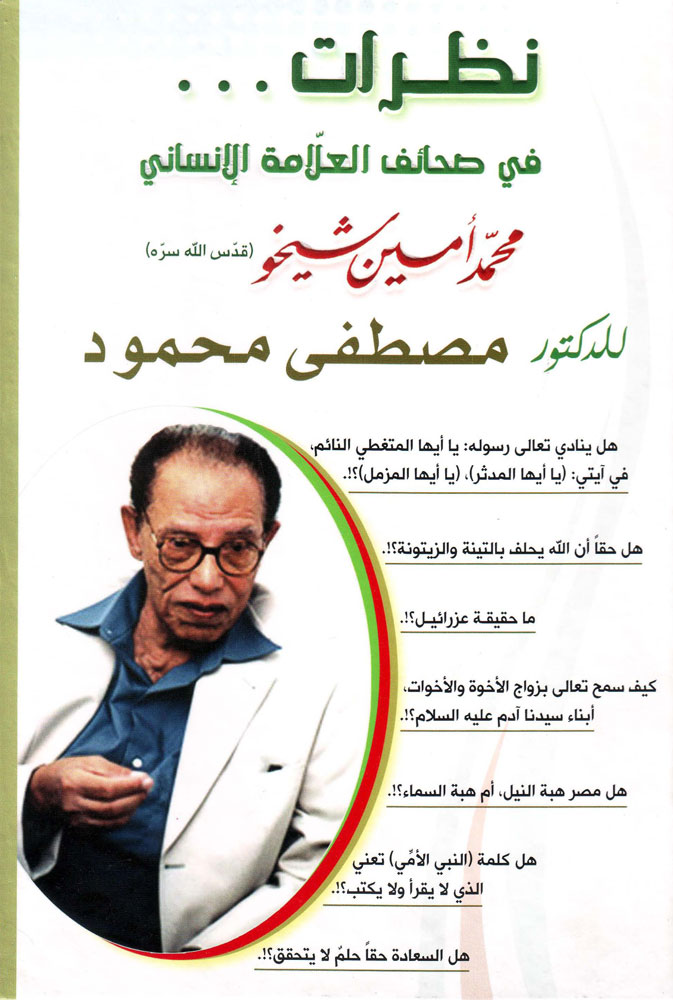 نظرات ...
في صحائف العلّامة الإنساني
محمّد أمين شيخو (قدّس الله سرّه)
للدكتور مصطفى محمود
هل ينادي تعالى رسوله: يا أيها المتغطي النائم،
في آيتي: (يا أيها المدثر)، (يا أيها المزمل)؟!.
هل حقاً أن الله يحلف بالتينة والزيتونة؟!.
ما حقيقة عزرائيل؟!.
كيف سمح تعالى بزواج الأخوة والأخوات،
أبناء سيدنا آدم عليه السلام؟!.
هل مصر هبة النيل، أم هبة السماء؟!.
هل كلمة (النبي الأمّي) تعني
الذي لا يقرأ ولا يكتب؟!.
هل السعادة حقاً حلمٌ لا يتحقق؟!.